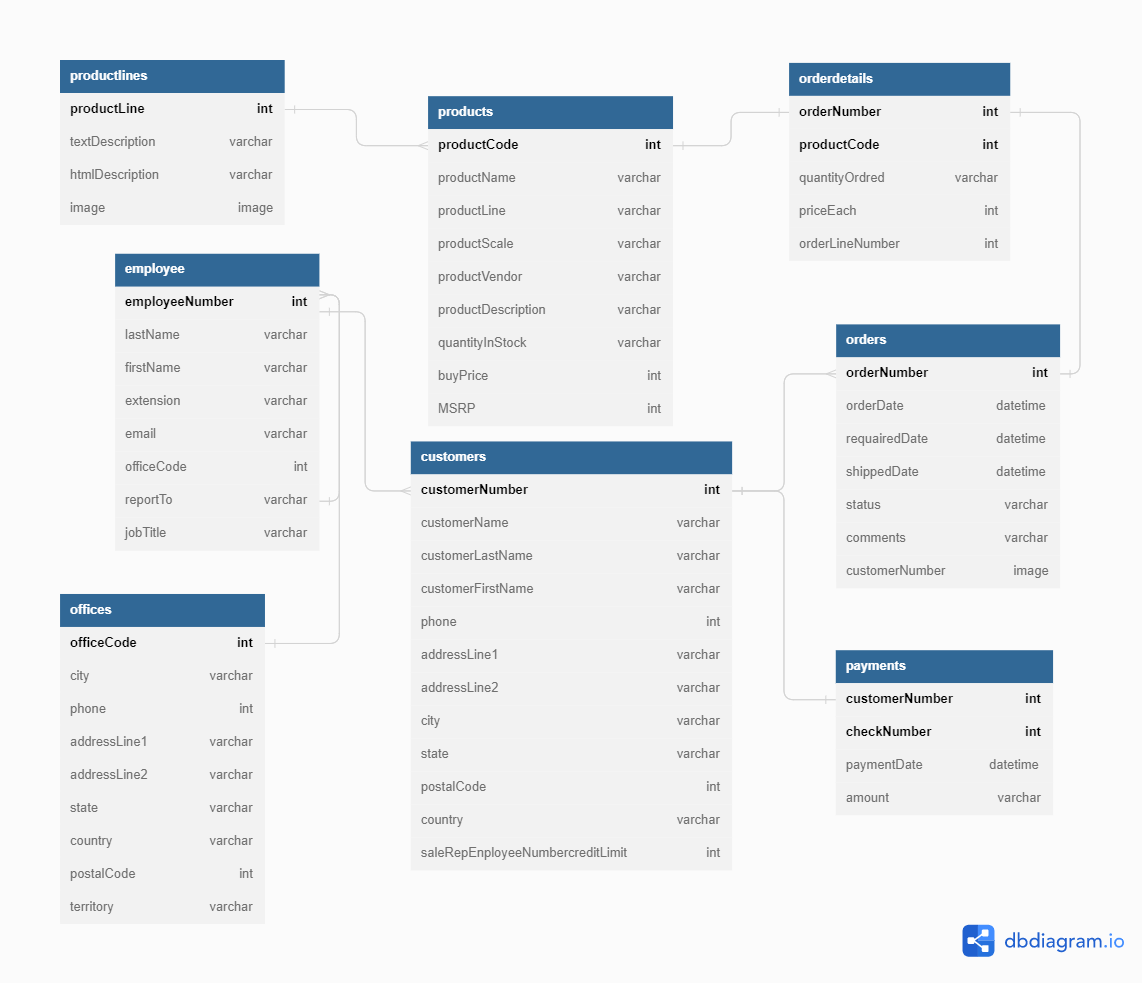 productlines
productLine int
textDescription varchar
htmlDescription varchar
image image
products
productCode int
productName varchar
productLine varchar
productScale varchar
productVendor varchar
productDescription varchar
quantityInStock varchar
buyPrice int
MSRP int
orderdetails
orderNumber int
productCode int
quantityOrdred varchar
priceEach int
orderLineNumber int
employee
employeeNumber int
lastName varchar
firstName varchar
extension varchar
email varchar
officeCode int
reportTo varchar
jobTitle varchar
orders
orderNumber int
orderDate datetime
requairedDate datetime
shippedDate datetime
status varchar
comments varchar
customerNumber image
customers
customerNumber int
customerName varchar
customerLastName varchar
customerFirstName varchar
phone int
addressLine1 varchar
addressLine2 varchar
city varchar
state varchar
postalCode int
country varchar
saleRepEnployeeNumbercreditLimit int
offices
officeCode int
city varchar
phone int
addressLine1 varchar
addressLine2 varchar
state varchar
country varchar
postalCode int
territory varchar
payments
customerNumber int
checkNumber int
paymentDate datetime
amount varchar
dbdiagram.io